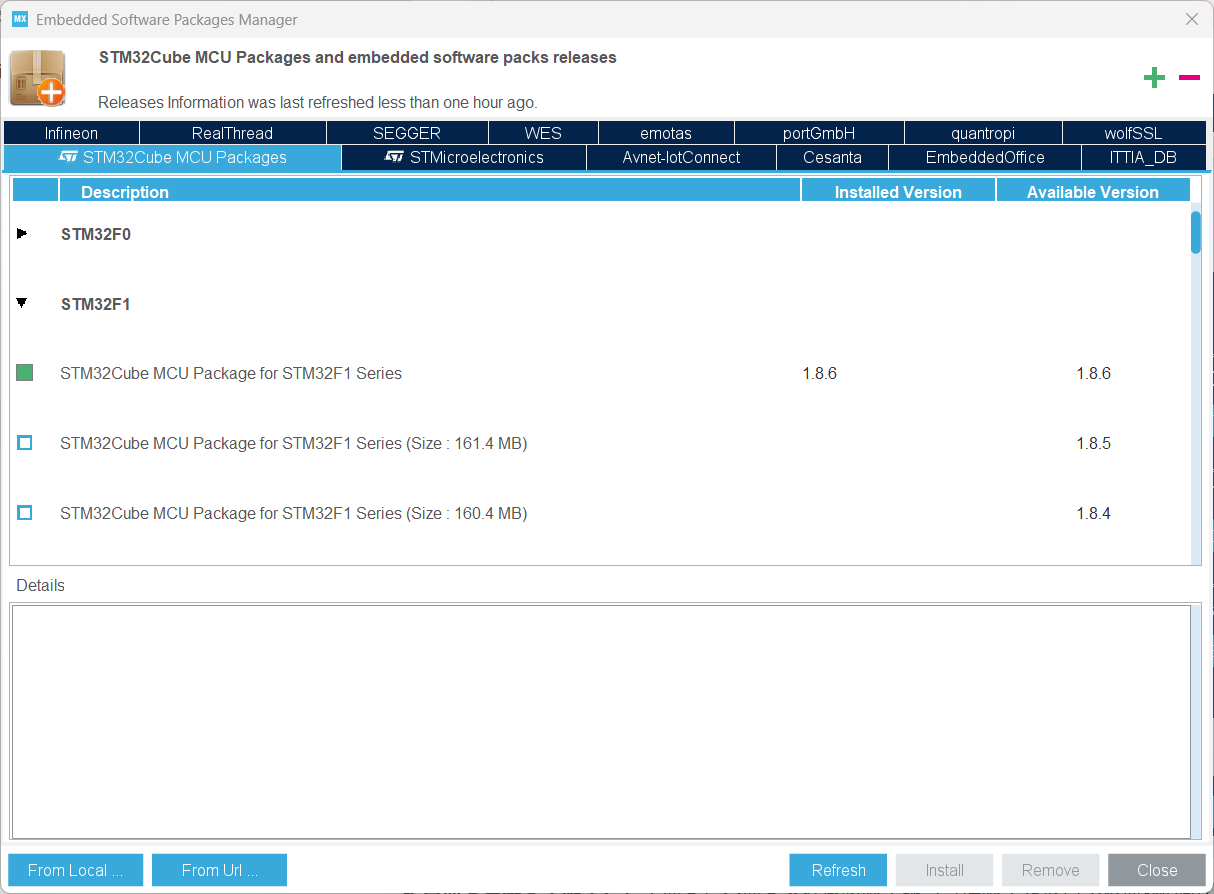 MX Embedded Software Packages Manager
STM32Cube MCU Packages and embedded software packs releases
Releases Information was last refreshed less than one hour ago.
Infineon RealThread SEGGER WES emotas portGmbH quantropi wolfSSL
STM32Cube MCU Packages STMicroelectronics Avnet-IotConnect Cesanta EmbeddedOffice ITTIA_DB
Description Installed Version Available Version
STM32F0
STM32F1
STM32Cube MCU Package for STM32F1 Series 1.8.6 1.8.6
STM32Cube MCU Package for STM32F1 Series (Size : 161.4 MB) 1.8.5
STM32Cube MCU Package for STM32F1 Series (Size : 160.4 MB) 1.8.4
Details
From Local ... From Url ... Refresh Install Remove Close